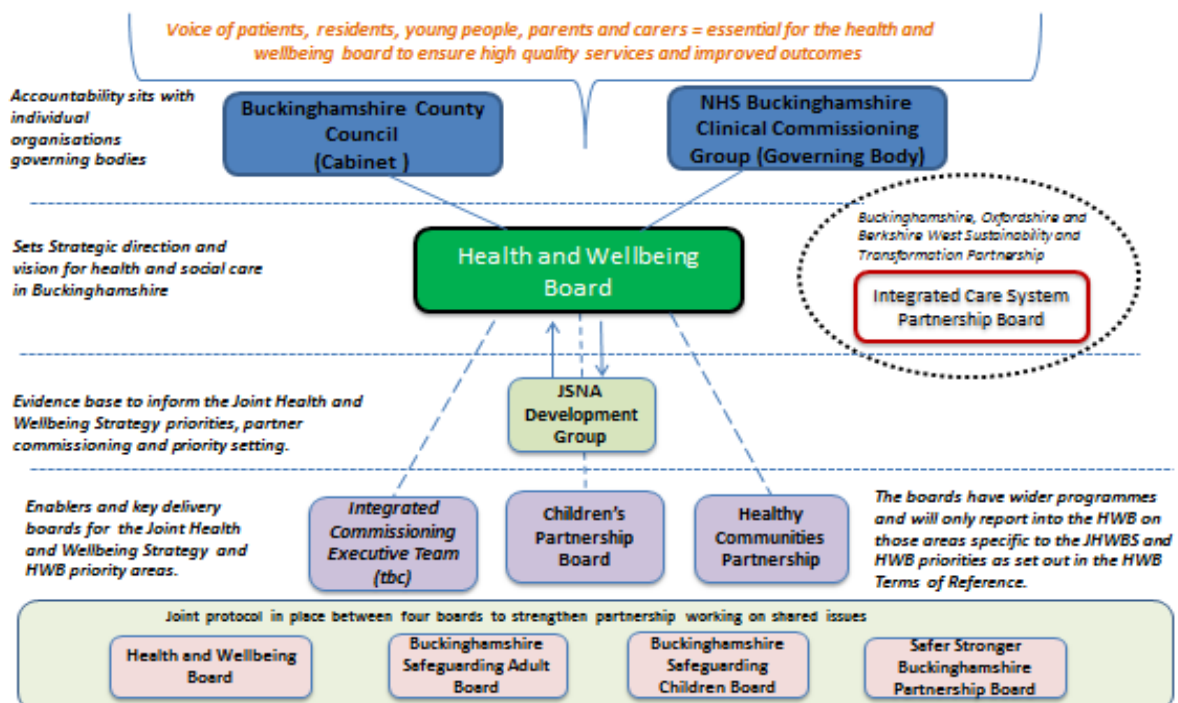 Voice of patients, residents, young people, parents and carers = essential for the health and
wellbeing board to ensure high quality services and improved outcomes
Accountability sits with
individual
organisations
governing bodies
Buckinghamshire County
Council
(Cabinet )
NHS Buckinghamshire
Clinical Commissioning
Group (Governing Body)
Sets Strategic direction and
vision for health and social care
in Buckinghamshire
Health and Wellbeing
Board
Buckinghamshire, Oxfordshire and
Berkshire West Sustainability and
Transformation Partnership
Integrated Care System
Partnership Board
Evidence base to inform the Joint Health and
Wellbeing Strategy priorities, partner
commissioning and priority setting.
JSNA
Development
Group
Enablers and key delivery
boards for the Joint Health
and Wellbeing Strategy and
HWB priority areas.
Integrated
Commissioning
Executive Team
(tbc)
Children's
Partnership
Board
Healthy
Communities
Partnership
The boards have wider programmes
and will only report into the HWB on
those areas specific to the JHWBS and
HWB priorities as set out in the HWB
Terms of Reference.
Joint protocol in place between four boards to strengthen partnership working on shared issues
Health and Wellbeing
Board
Buckinghamshire
Safeguarding Adult
Board
Buckinghamshire
Safeguarding
Children Board
Safer Stronger
Buckinghamshire
Partnership Board